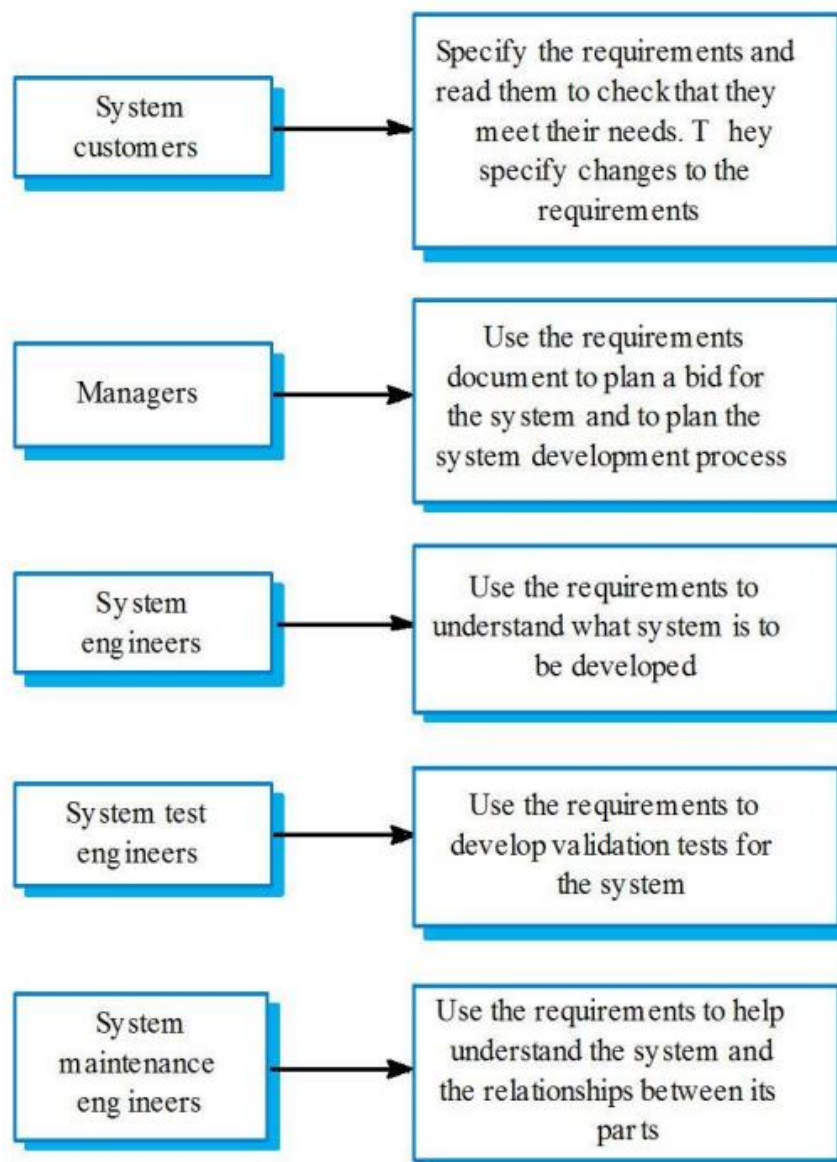 System
customers
Specify the requirements and
read them to check that they
meet their needs. T hey
specify changes to the
requirements
Managers
Use the requirements
document to plan a bid for
the system and to plan the
system development process
System
engineers
Use the requirements to
understand what system is to
be developed
System test
engineers
Use the requirements to
develop validation tests for
the system
System
maintenance
engineers
Use the requirements to help
understand the system and
the relationships between its
parts